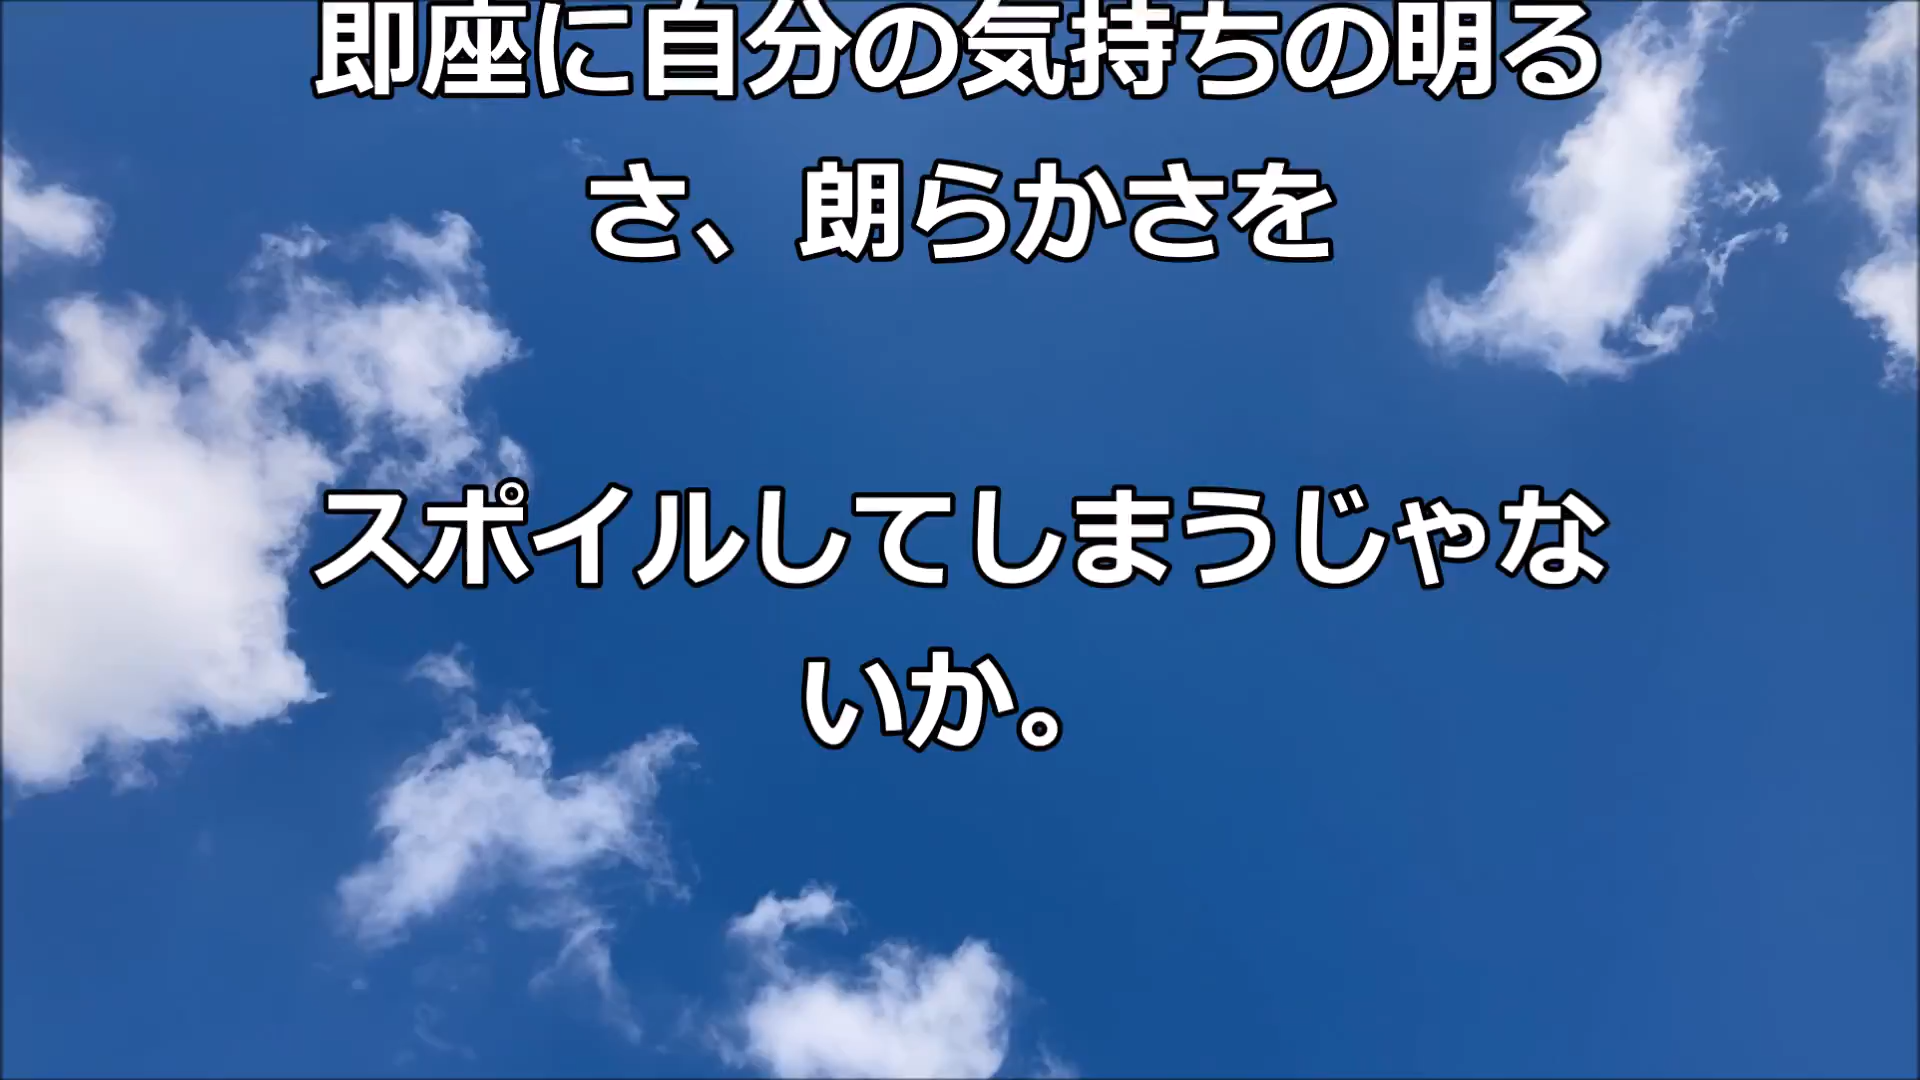 即座に自分の気持ちの明る
さ、朗らかさを
スポイルしてしまうじゃな
いか。